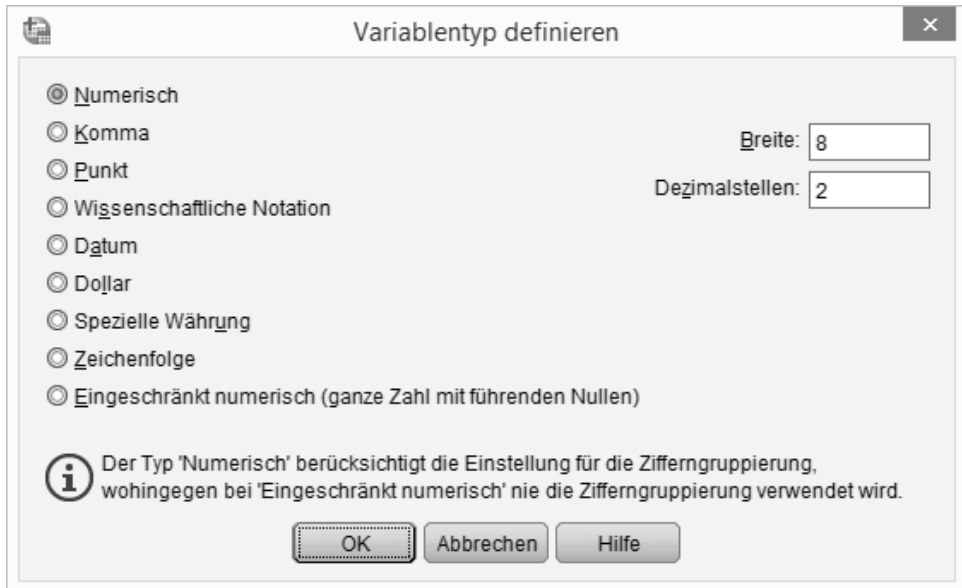 Variablentyp definieren
Numerisch
Komma
Punkt
Wissenschaftliche Notation
Datum
Dollar
Spezielle Währung
Zeichenfolge
Eingeschränkt numerisch (ganze Zahl mit führenden Nullen)
Breite: 8
Dezimalstellen: 2
Der Typ 'Numerisch' berücksichtigt die Einstellung für die Zifferngruppierung,
wohingegen bei 'Eingeschränkt numerisch' nie die Zifferngruppierung verwendet wird.
OK Abbrechen Hilfe